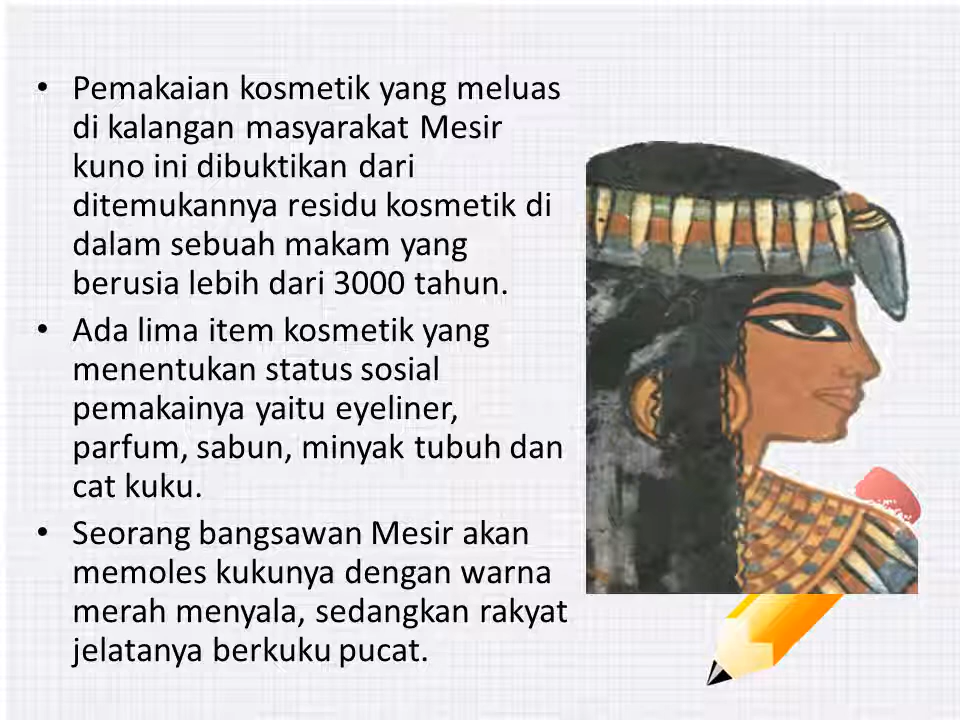 • Pemakaian kosmetik yang meluas
di kalangan masyarakat Mesir
kuno ini dibuktikan dari
ditemukannya residu kosmetik di
dalam sebuah makam yang
berusia lebih dari 3000 tahun.
• Ada lima item kosmetik yang
menentukan status sosial
pemakainya yaitu eyeliner,
parfum, sabun, minyak tubuh dan
cat kuku.
• Seorang bangsawan Mesir akan
memoles kukunya dengan warna
merah menyala, sedangkan rakyat
jelatanya berkuku pucat.